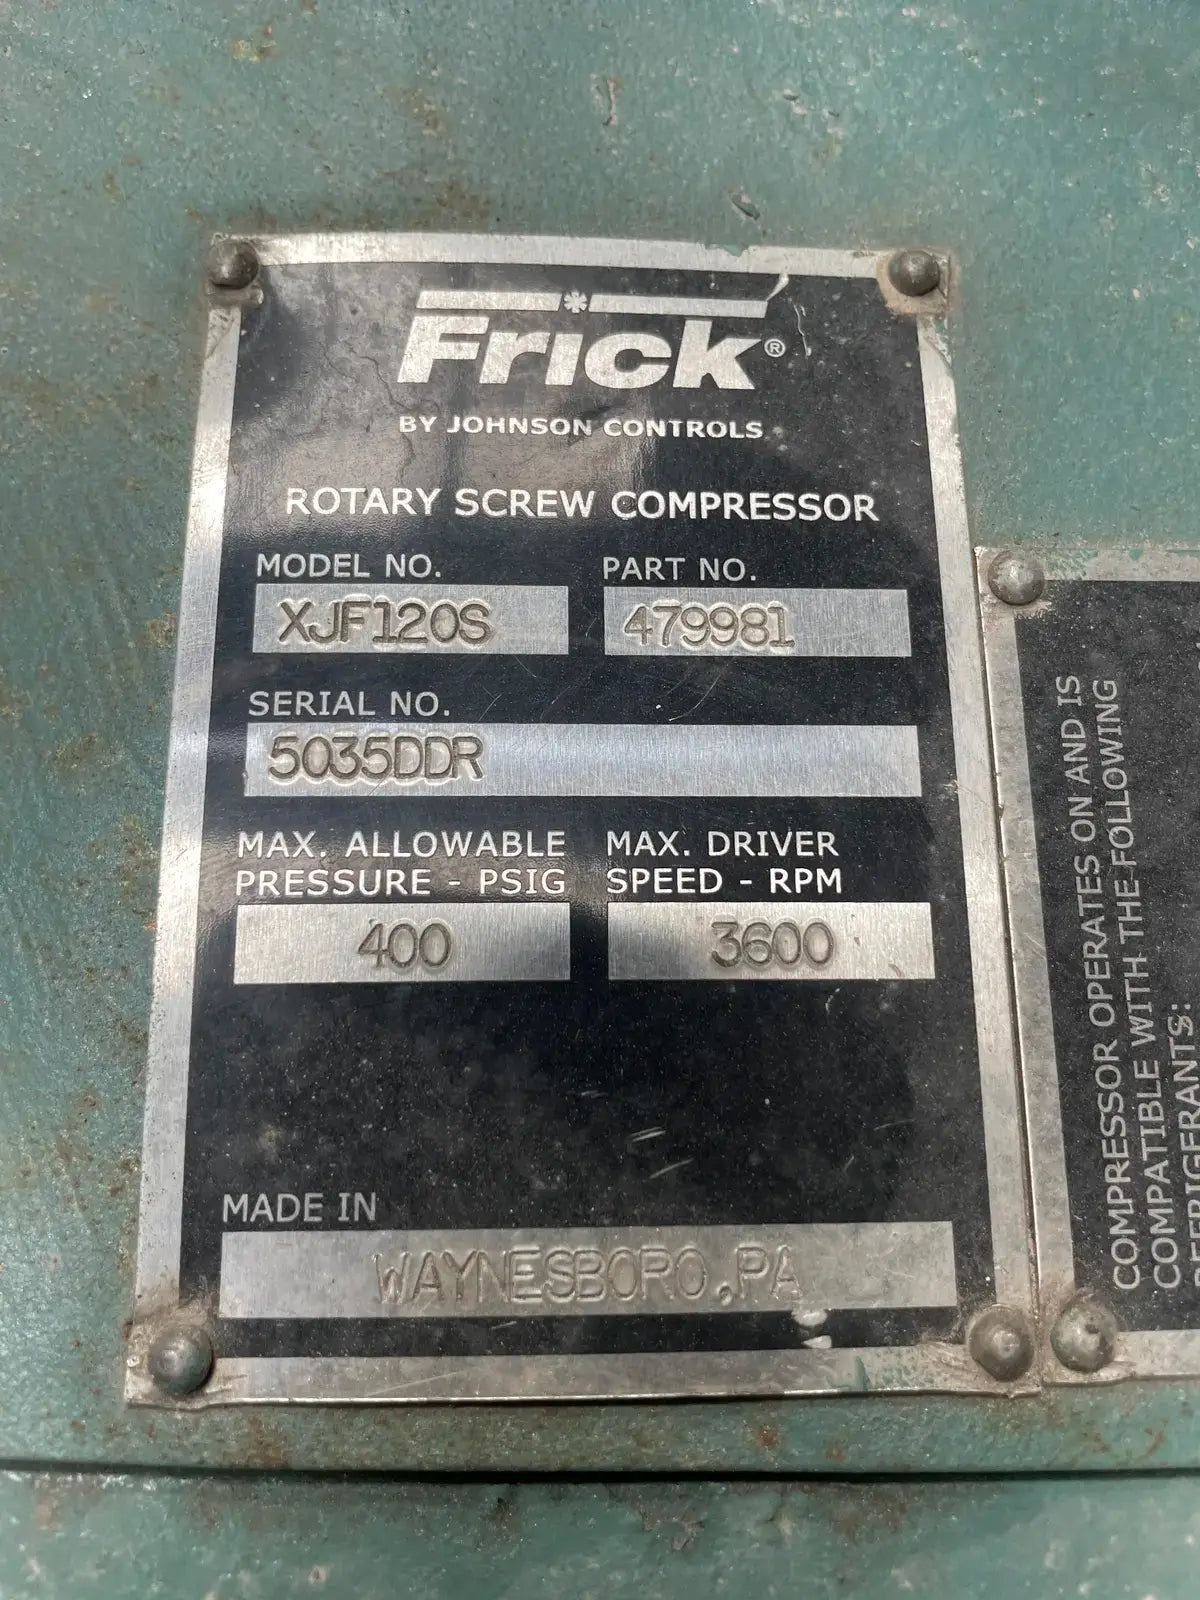 Frick®
BY JOHNSON CONTROLS
ROTARY SCREW COMPRESSOR
MODEL NO. PART NO.
XJF120S 479981
SERIAL NO.
5035DDR
MAX. ALLOWABLE PRESSURE - PSIG
MAX. DRIVER SPEED - RPM
400 3600
MADE IN
WAYNESBORO,PA
COMPRESSOR OPERATES ON AND IS
COMPATIBLE WITH THE FOLLOWING
REFRIGERANTS: